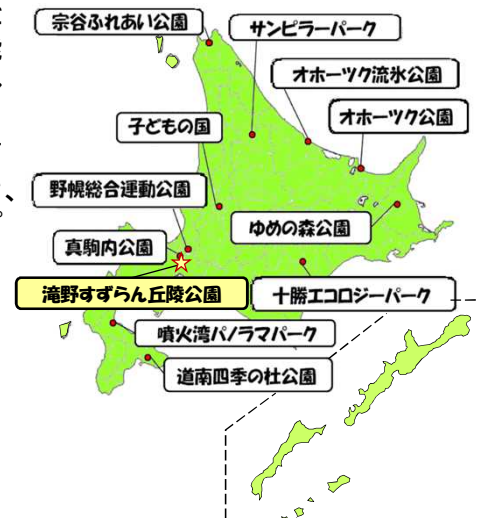 宗谷ふれあい公園
サンピラーパーク
オホーツク流氷公園
オホーツク公園
子どもの国
野幌総合運動公園
ゆめの森公園
真駒内公園
滝野すずらん丘陵公園
十勝エコロジーパーク
噴火湾パノラマパーク
道南四季の杜公園